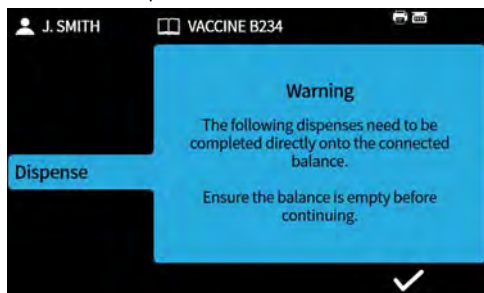 J. SMITH
VACCINE B234
Warning
The following dispenses need to be
completed directly onto the connected
balance.
Dispense
Ensure the balance is empty before
continuing.